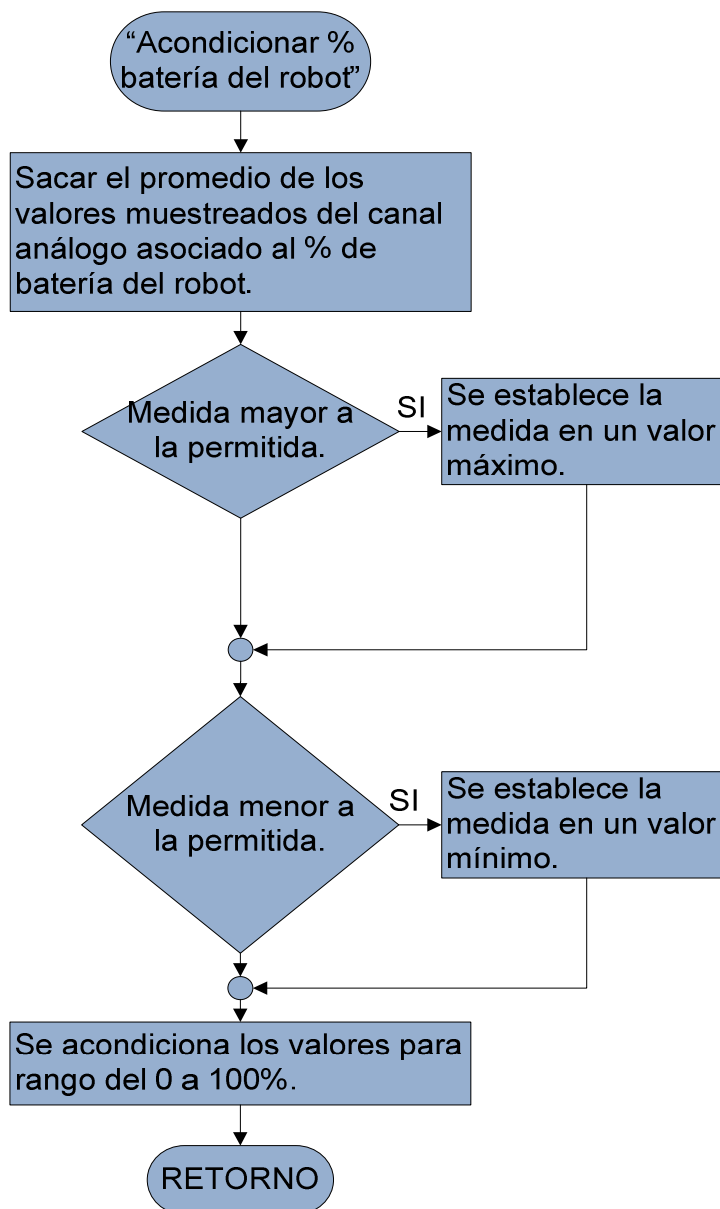 “Acondicionar %
batería del robot”
Sacar el promedio de los
valores muestreados del canal
análogo asociado al % de
batería del robot.
Medida mayor a
la permitida.
SI
Se establece la
medida en un valor
máximo.
Medida menor a
la permitida.
SI
Se establece la
medida en un valor
mínimo.
Se acondiciona los valores para
rango del 0 a 100%.
RETORNO